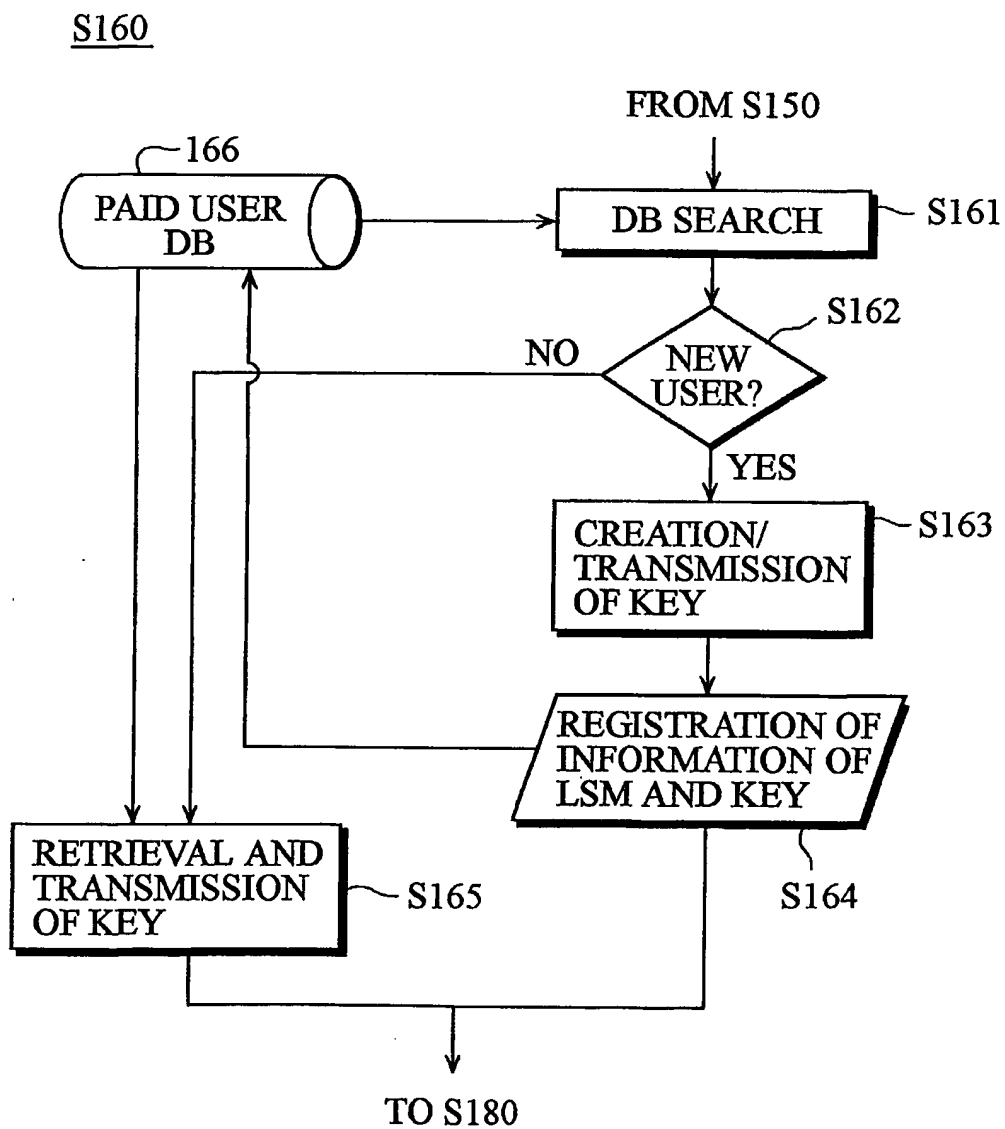 S160
FROM S150
166
PAID USER
DB
DB SEARCH
S161
S162
NO
NEW
USER?
YES
S163
CREATION/
TRANSMISSION
OF KEY
REGISTRATION OF
INFORMATION OF
LSM AND KEY
S164
RETRIEVAL AND
TRANSMISSION
OF KEY
S165
TO S180